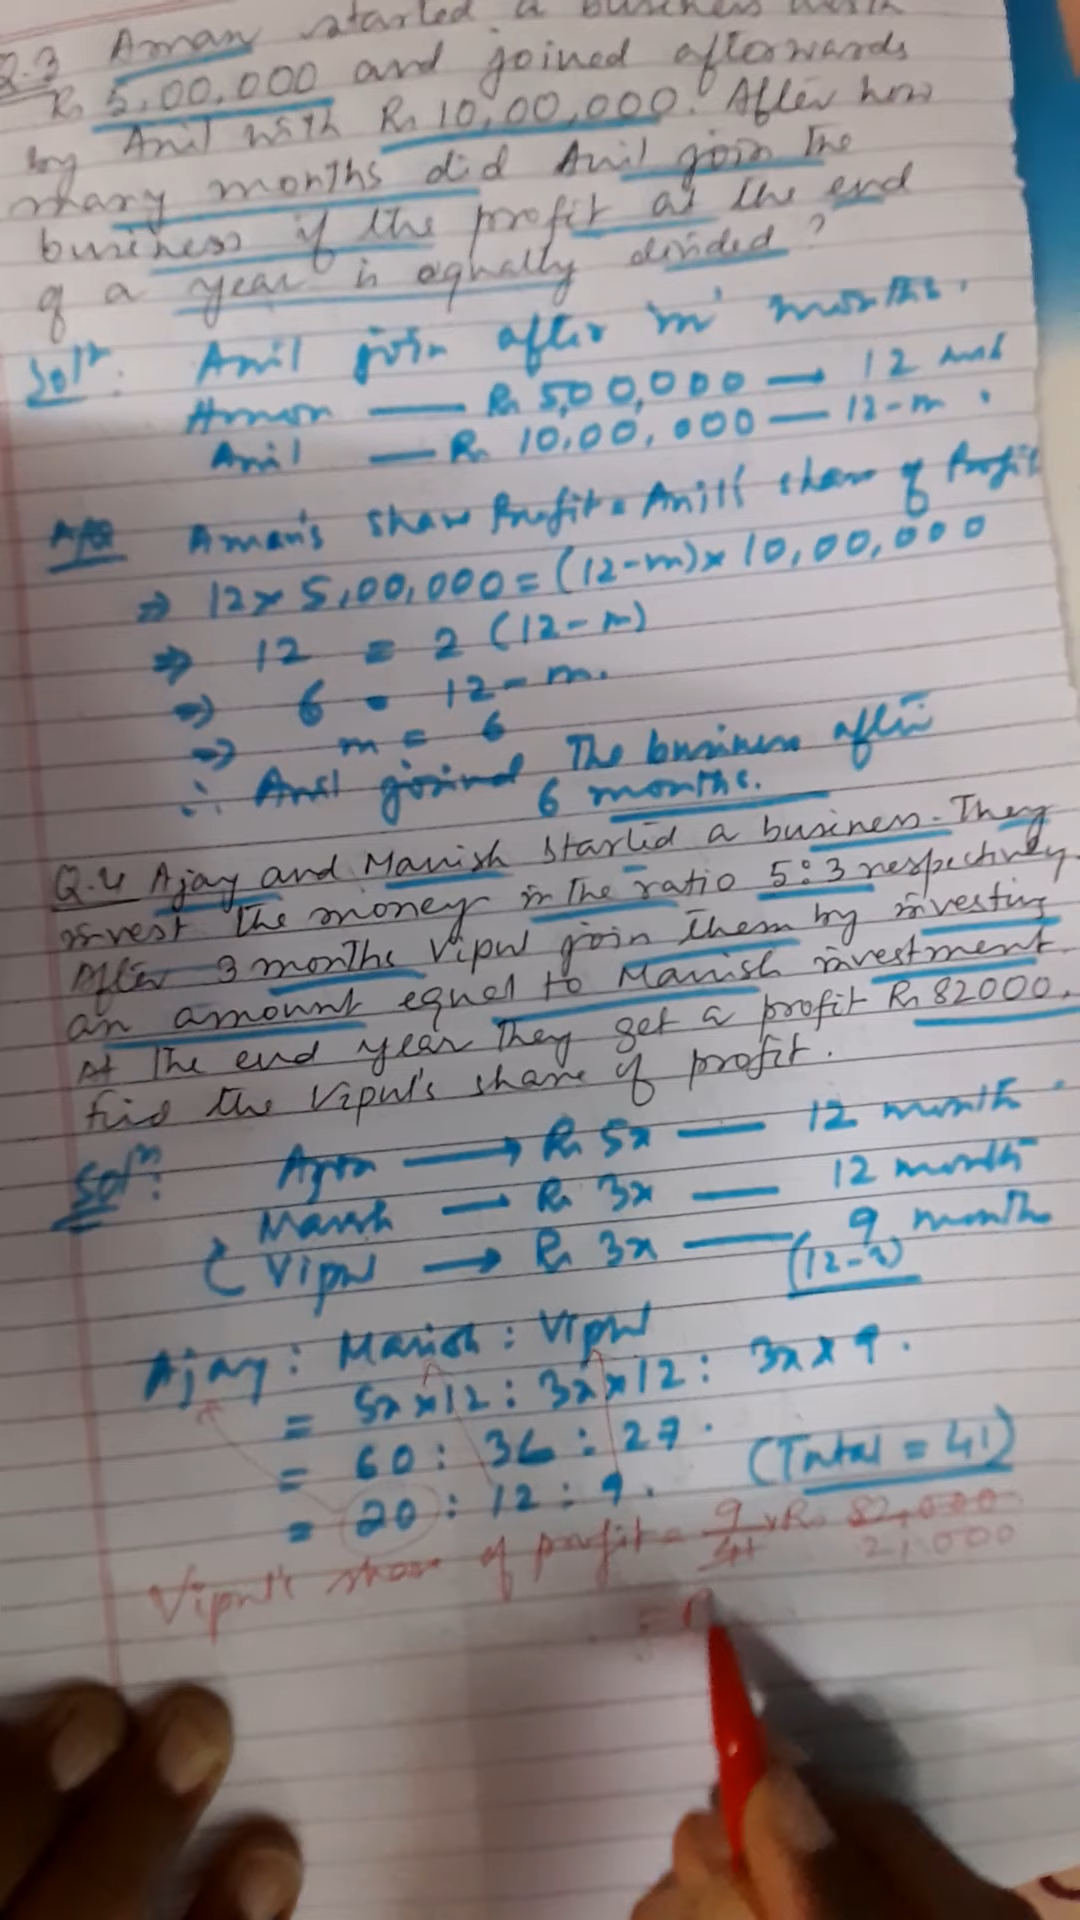 Q.3 Aman started a business with
Rs 5,00,000 and joined afterwards
by Anil with Rs 10,00,000. After how
many months did Anil join the
business if the profit at the end
of a year is equally divided?
Soln: Anil join after 'm' months.
Aman — Rs 5,00,000 — 12
Anil — Rs 10,00,000 — 12-m.
Aman's share Profit = Anil's share of Profit
⇒ 12 x 5,00,000 = (12-m) x 10,00,000
⇒ 12 = 2 (12-m)
⇒ 6 = 12-m.
⇒ m = 6
∴ Anil joined The business after
6 months.
Q.4 Ajay and Manish Started a business. They
invest the money in the ratio 5:3 respectively.
After 3 months Vipul join them by investing
an amount equel to Manish investment.
At the end year they get a profit Rs 82000.
find the Vipul's share of profit.
Soln: → Rs 5x — 12 month.
Manish — Rs 3x — 12 month
Vipul → Rs 3x — 9 month
(12-3)
Ajay : Manish : Vipul
= 5x x 12 : 3x x 12 : 3x x 9.
= 60 : 36 : 27.
= 20 : 12 : 9. (Total = 41)
Vipul's share of profit = 9/41 x Rs 82,000
2,000
=